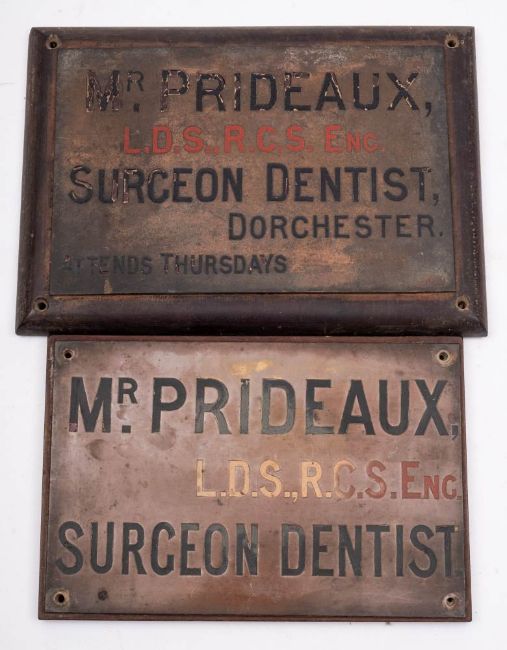 Mr. Prideaux,
L.D.S., R.C.S. Eng.
Surgeon Dentist,
Dorchester.
Attends Thursdays
Mr. Prideaux,
L.D.S., R.C.S. Eng.
Surgeon Dentist